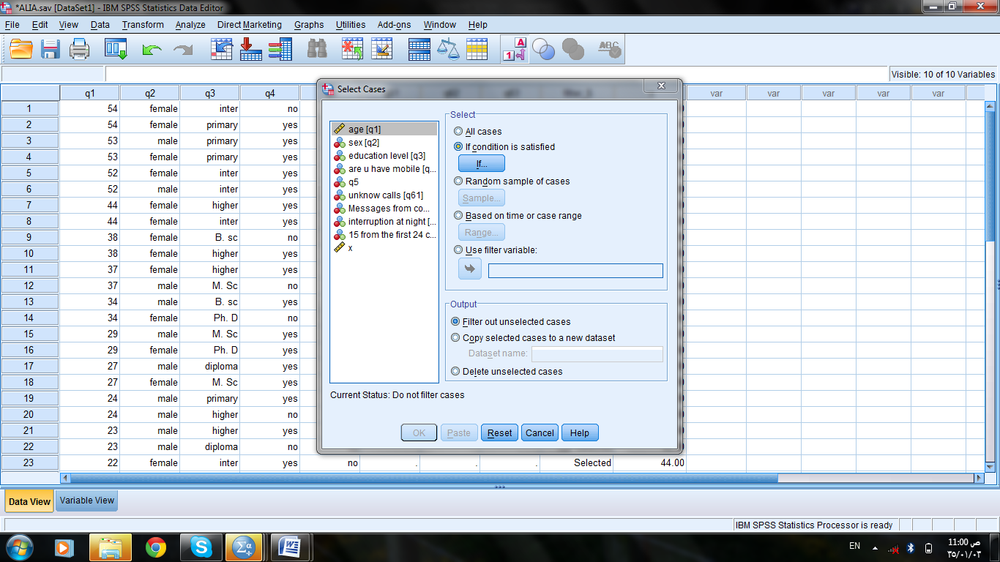 *ALIA.sav [DataSet1] - IBM SPSS Statistics Data Editor
File Edit View Data Transform Analyze Direct Marketing Graphs Utilities Add-ons Window Help
Visible: 10 of 10 Variables
q1 q2 q3 q4 var var var var var
1 54 female inter no
2 54 female primary yes
3 53 male primary yes
4 53 female primary yes
5 52 female inter yes
6 52 male inter yes
7 44 female higher yes
8 44 female inter yes
9 38 female B. sc no
10 38 female higher yes
11 37 female higher yes
12 37 male M. Sc no
13 34 male B. sc yes
14 34 female Ph. D no
15 29 male M. Sc yes
16 29 female Ph. D yes
17 27 male diploma yes
18 27 female M. Sc yes
19 24 male primary yes
20 24 male higher no
21 23 male higher yes
22 23 male diploma no
23 22 female inter yes no . . . Selected 44.00
Select Cases
age [q1]
sex [q2]
education level [q3]
are u have mobile [q...
q5
unknow calls [q61]
Messages from co...
interruption at night [...
15 from the first 24 c...
x
Select
All cases
If condition is satisfied
If...
Random sample of cases
Sample...
Based on time or case range
Range...
Use filter variable:
Output
Filter out unselected cases
Copy selected cases to a new dataset
Dataset name:
Delete unselected cases
Current Status: Do not filter cases
OK Paste Reset Cancel Help
Data View Variable View
IBM SPSS Statistics Processor is ready
EN
11:00 ص
٣٥/٠١/٠٣